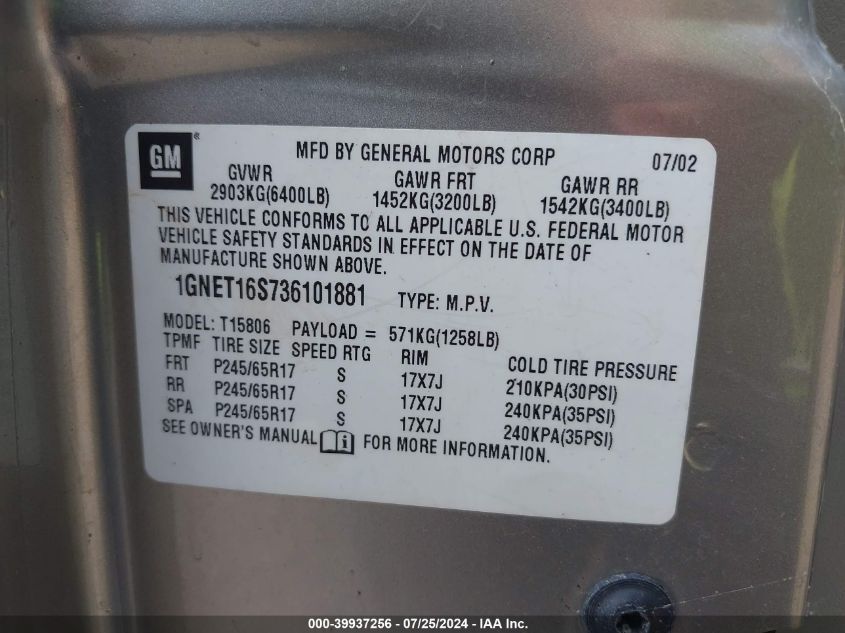 GM ®
MFD BY GENERAL MOTORS CORP 07/02
GVWR GAWR FRT GAWR RR
2903KG(6400LB) 1452KG(3200LB) 1542KG(3400LB)
THIS VEHICLE CONFORMS TO ALL APPLICABLE U.S. FEDERAL MOTOR
VEHICLE SAFETY STANDARDS IN EFFECT ON THE DATE OF
MANUFACTURE SHOWN ABOVE.
1GNET16S736101881 TYPE: M.P.V.
MODEL: T15806 PAYLOAD = 571KG(1258LB)
TPMF TIRE SIZE SPEED RTG RIM COLD TIRE PRESSURE
FRT P245/65R17 S 17X7J 210KPA(30PSI)
RR P245/65R17 S 17X7J 240KPA(35PSI)
SPA P245/65R17 S 17X7J 240KPA(35PSI)
SEE OWNER'S MANUAL i FOR MORE INFORMATION.
000-39937256 - 07/25/2024 - IAA Inc.